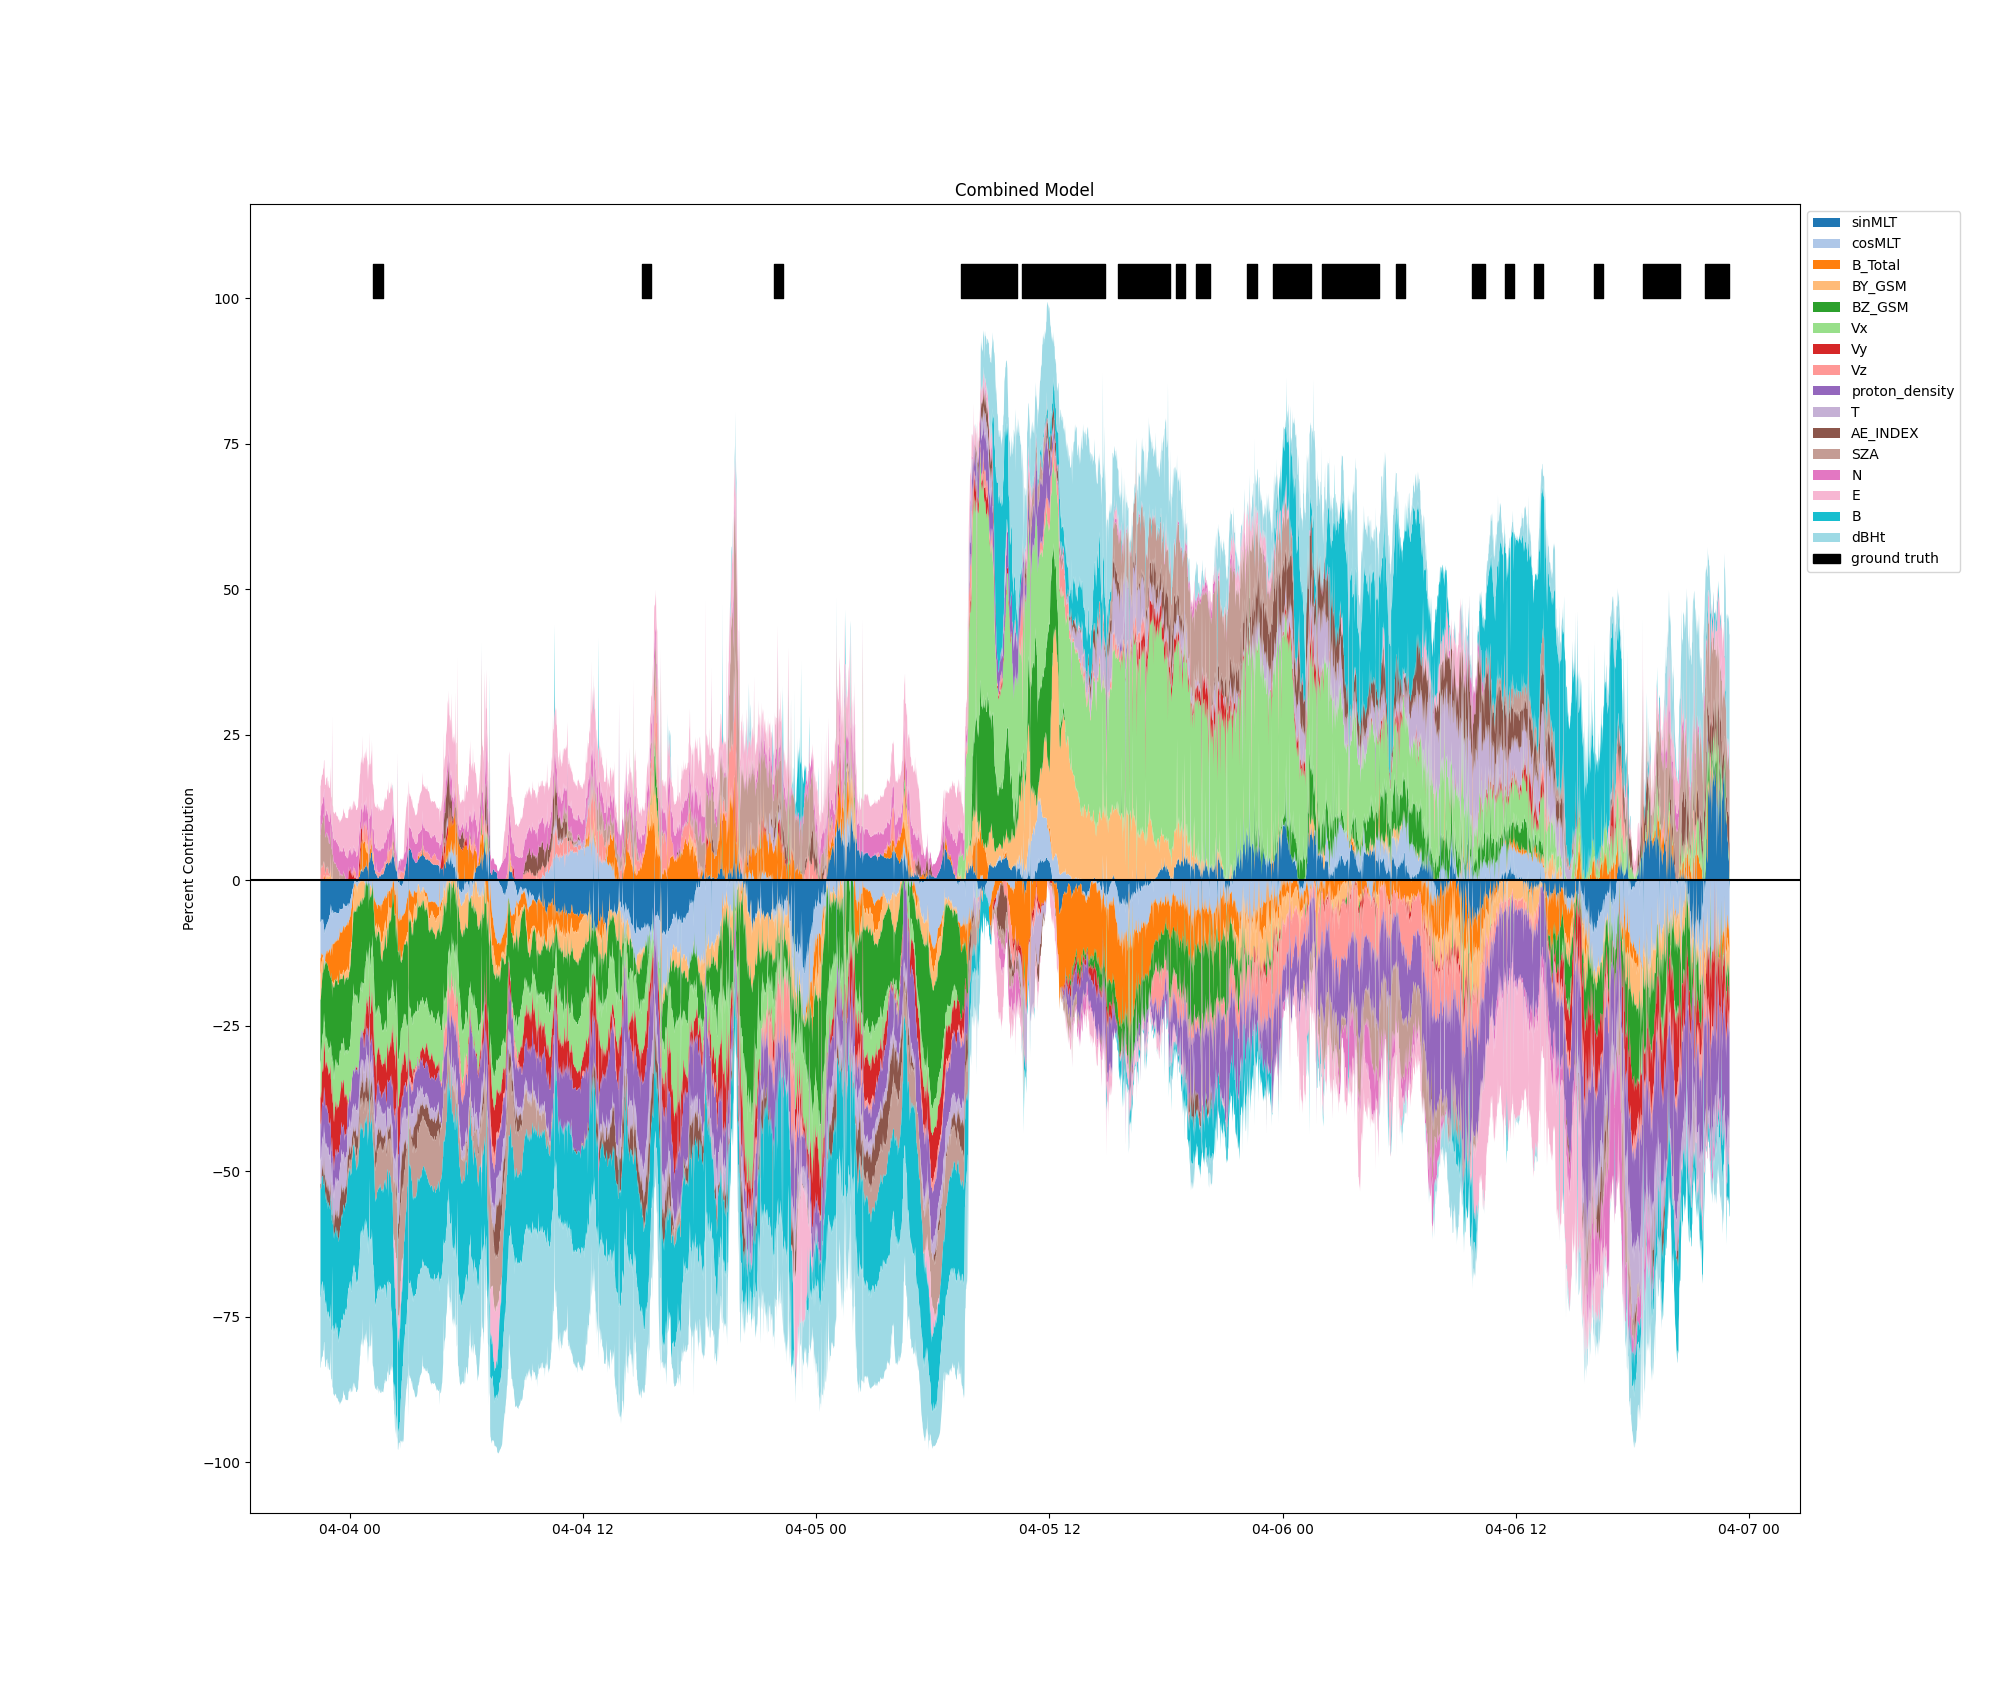 Combined Model
sinMLT
cosMLT
B_Total
BY_GSM
BZ_GSM
Vx
Vy
Vz
proton_density
T
AE_INDEX
SZA
N
E
B
dBHt
ground truth
Percent Contribution
100
75
50
25
0
−25
−50
−75
−100
04-04 00
04-04 12
04-05 00
04-05 12
04-06 00
04-06 12
04-07 00